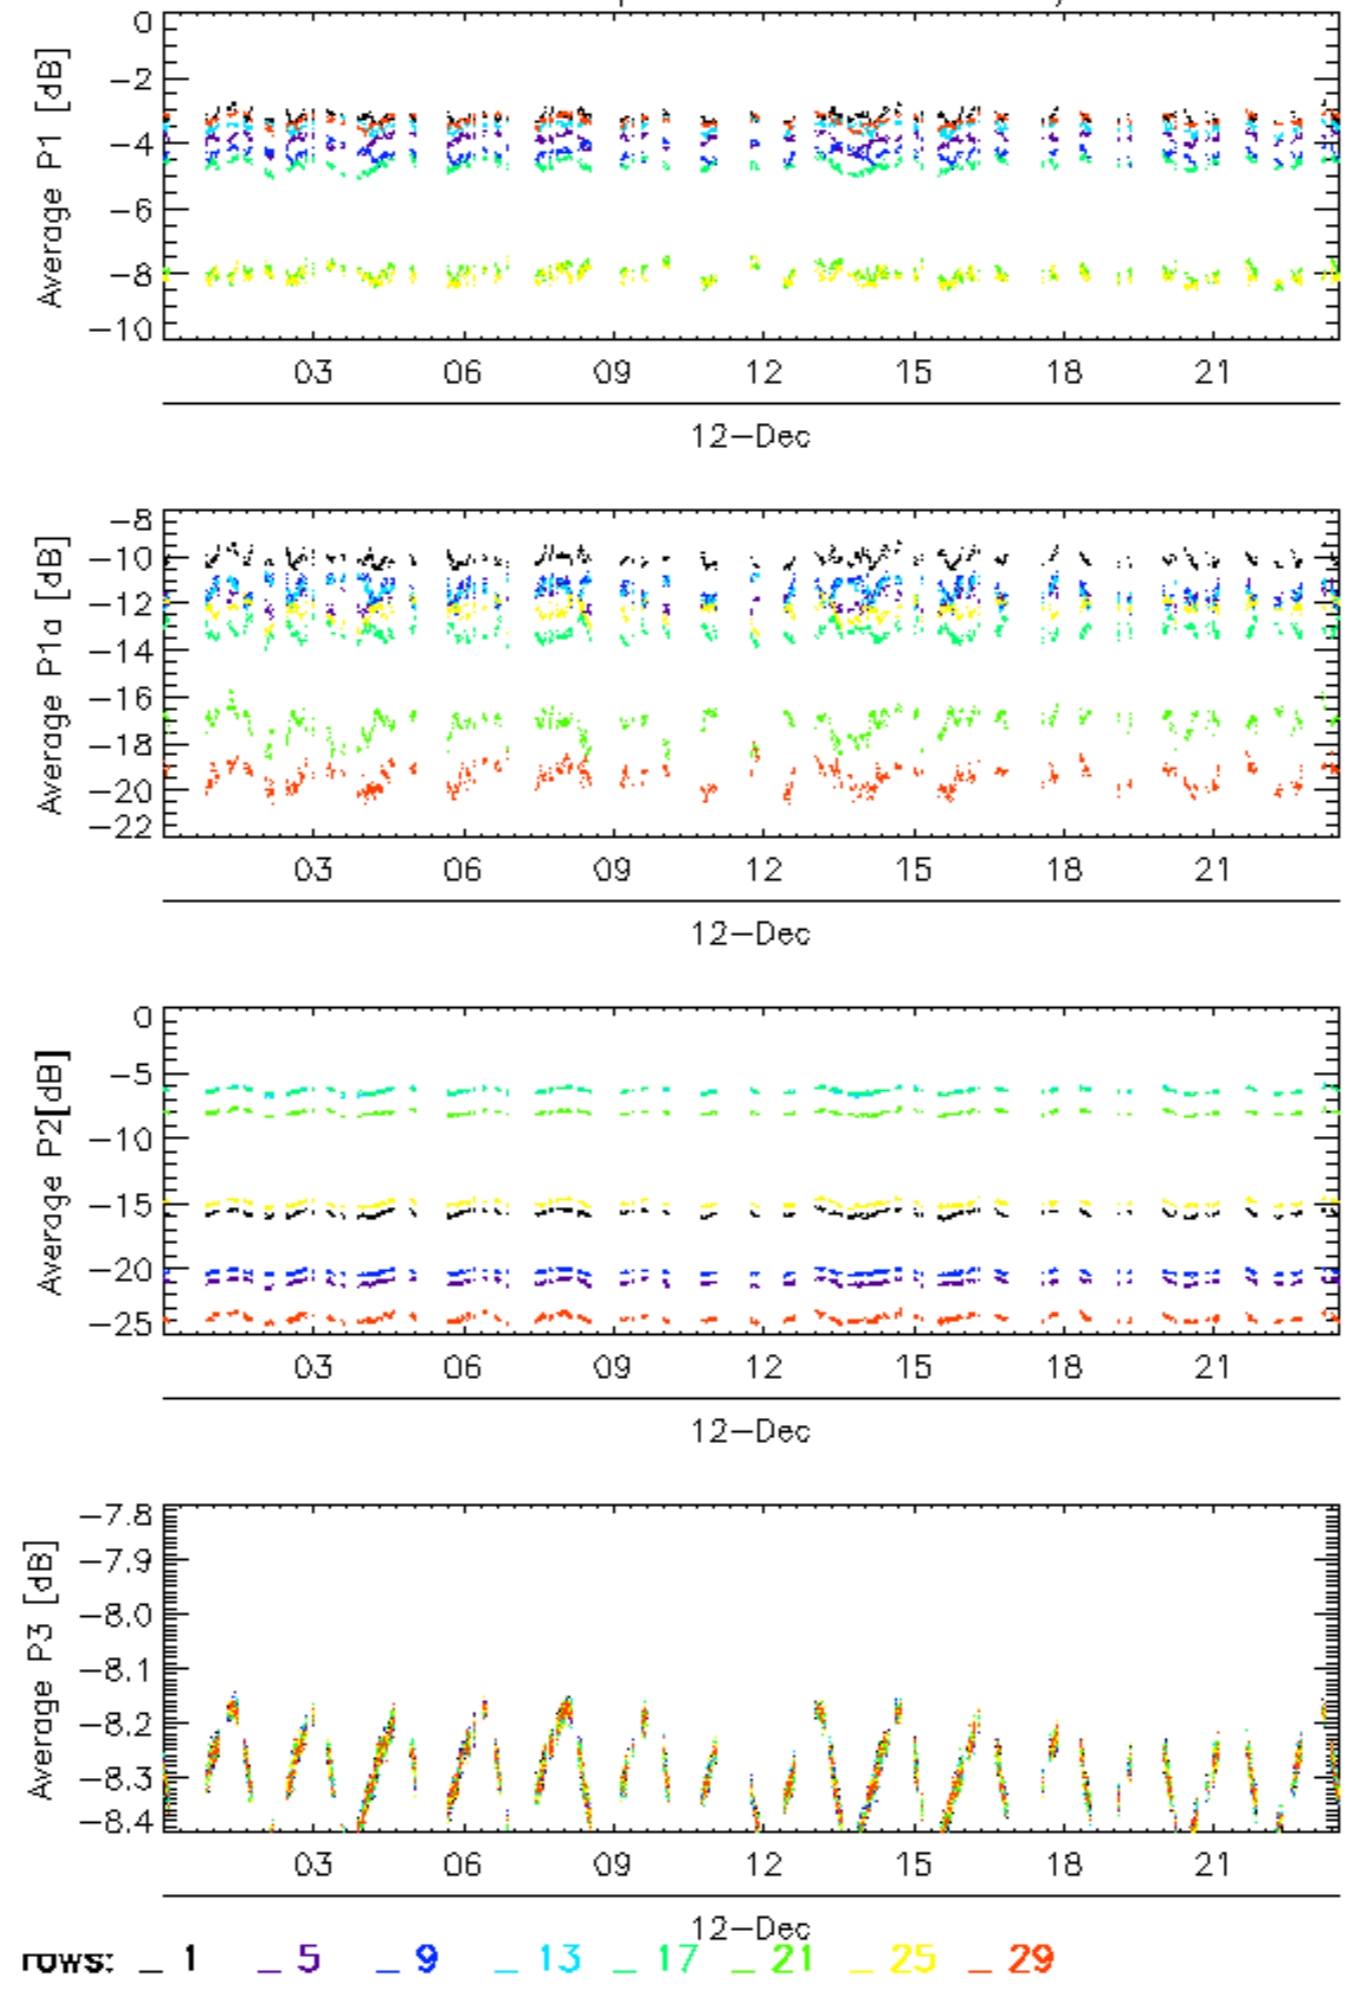 0
−2
−4
−6
−8
−10
Average P1 [dB]
03 06 09 12 15 18 21
12−Dec
−8
−10
−12
−14
−16
−18
−20
−22
Average P1a [dB]
03 06 09 12 15 18 21
12−Dec
0
−5
−10
−15
−20
−25
Average P2[dB]
03 06 09 12 15 18 21
12−Dec
−7.8
−7.9
−8.0
−8.1
−8.2
−8.3
−8.4
Average P3 [dB]
03 06 09 12 15 18 21
12−Dec
rows: _ 1 _ 5 _ 9 _ 13 _ 17 _ 21 _ 25 _ 29